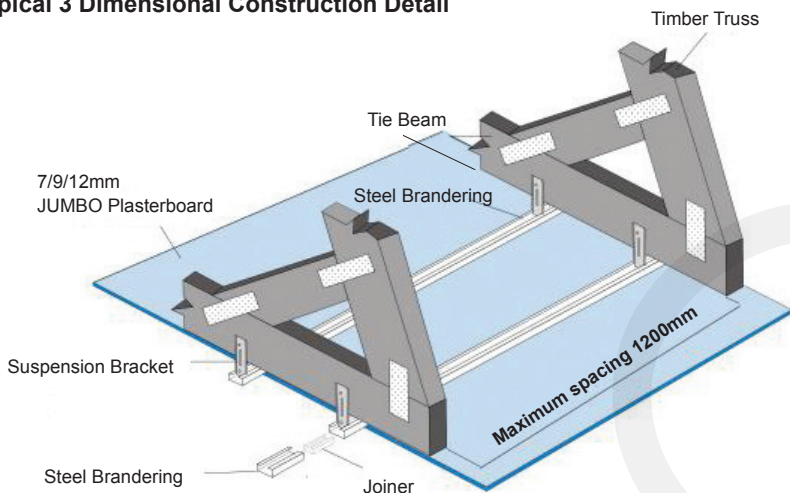 pical 3 Dimensional Construction Detail
Timber Truss
Tie Beam
7/9/12mm
JUMBO Plasterboard
Steel Brandering
Maximum spacing 1200mm
Suspension Bracket
Steel Brandering
Joiner